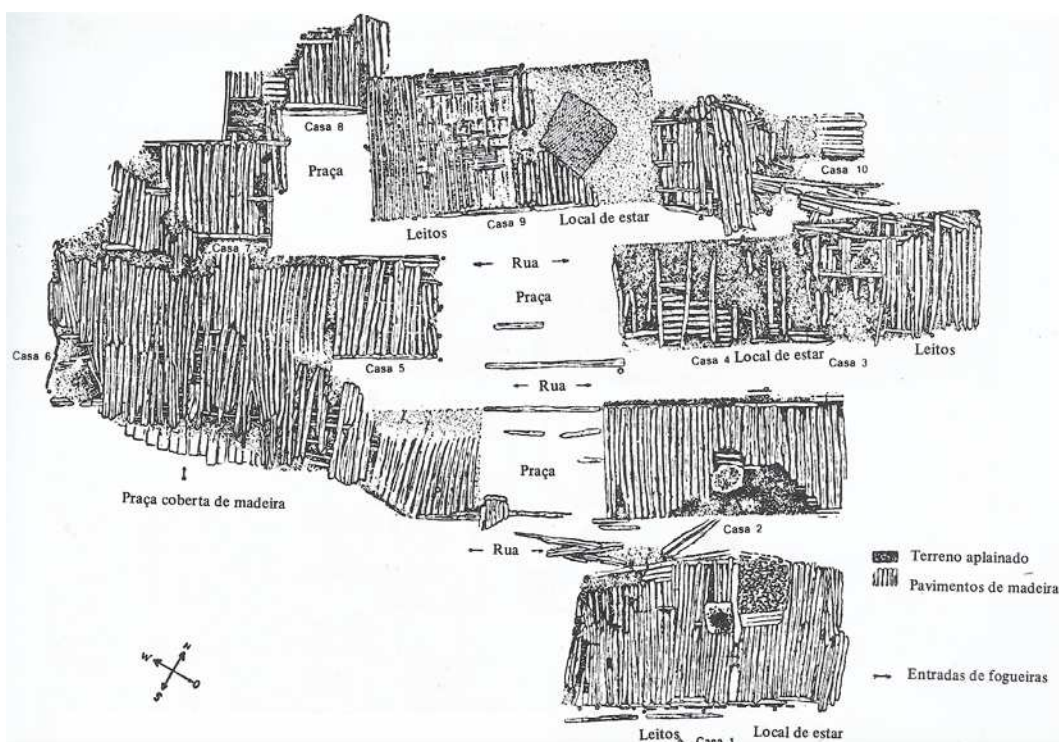 Casa 8
Praça
Casa 10
Leitos
Casa 9
Local de estar
Casa 7
Rua
Praça
Casa 6
Casa 5
Casa 4
Local de estar
Casa 3
Leitos
Rua
Praça
Praça coberta de madeira
Casa 2
Rua
Terreno aplainado
Pavimentos de madeira
N
W
O
S
Entradas de fogueiras
Leitos
Casa 1
Local de estar